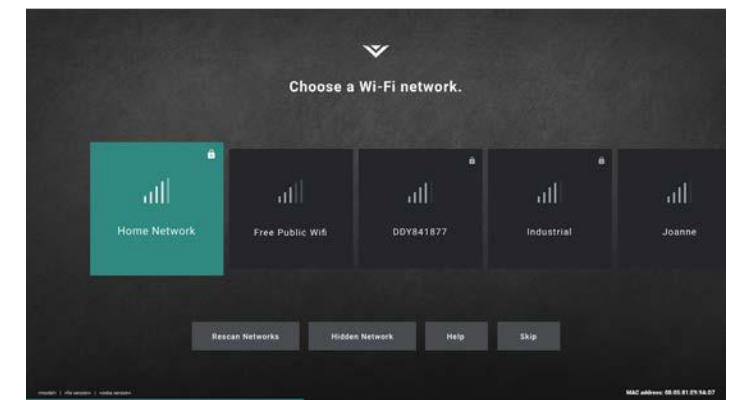 Choose a Wi-Fi network.
Home Network
Free Public Wifi
DDY841877
Industrial
Joanne
Rescan Networks
Hidden Network
Help
Skip